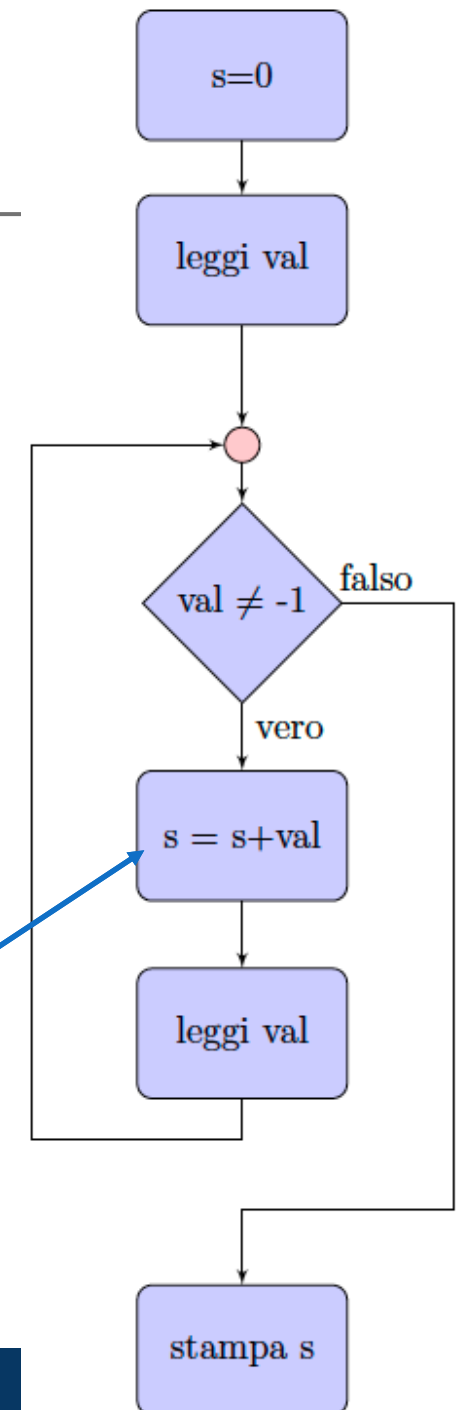 s=0
leggi val
val ≠ -1
falso
vero
s = s+val
leggi val
stampa s